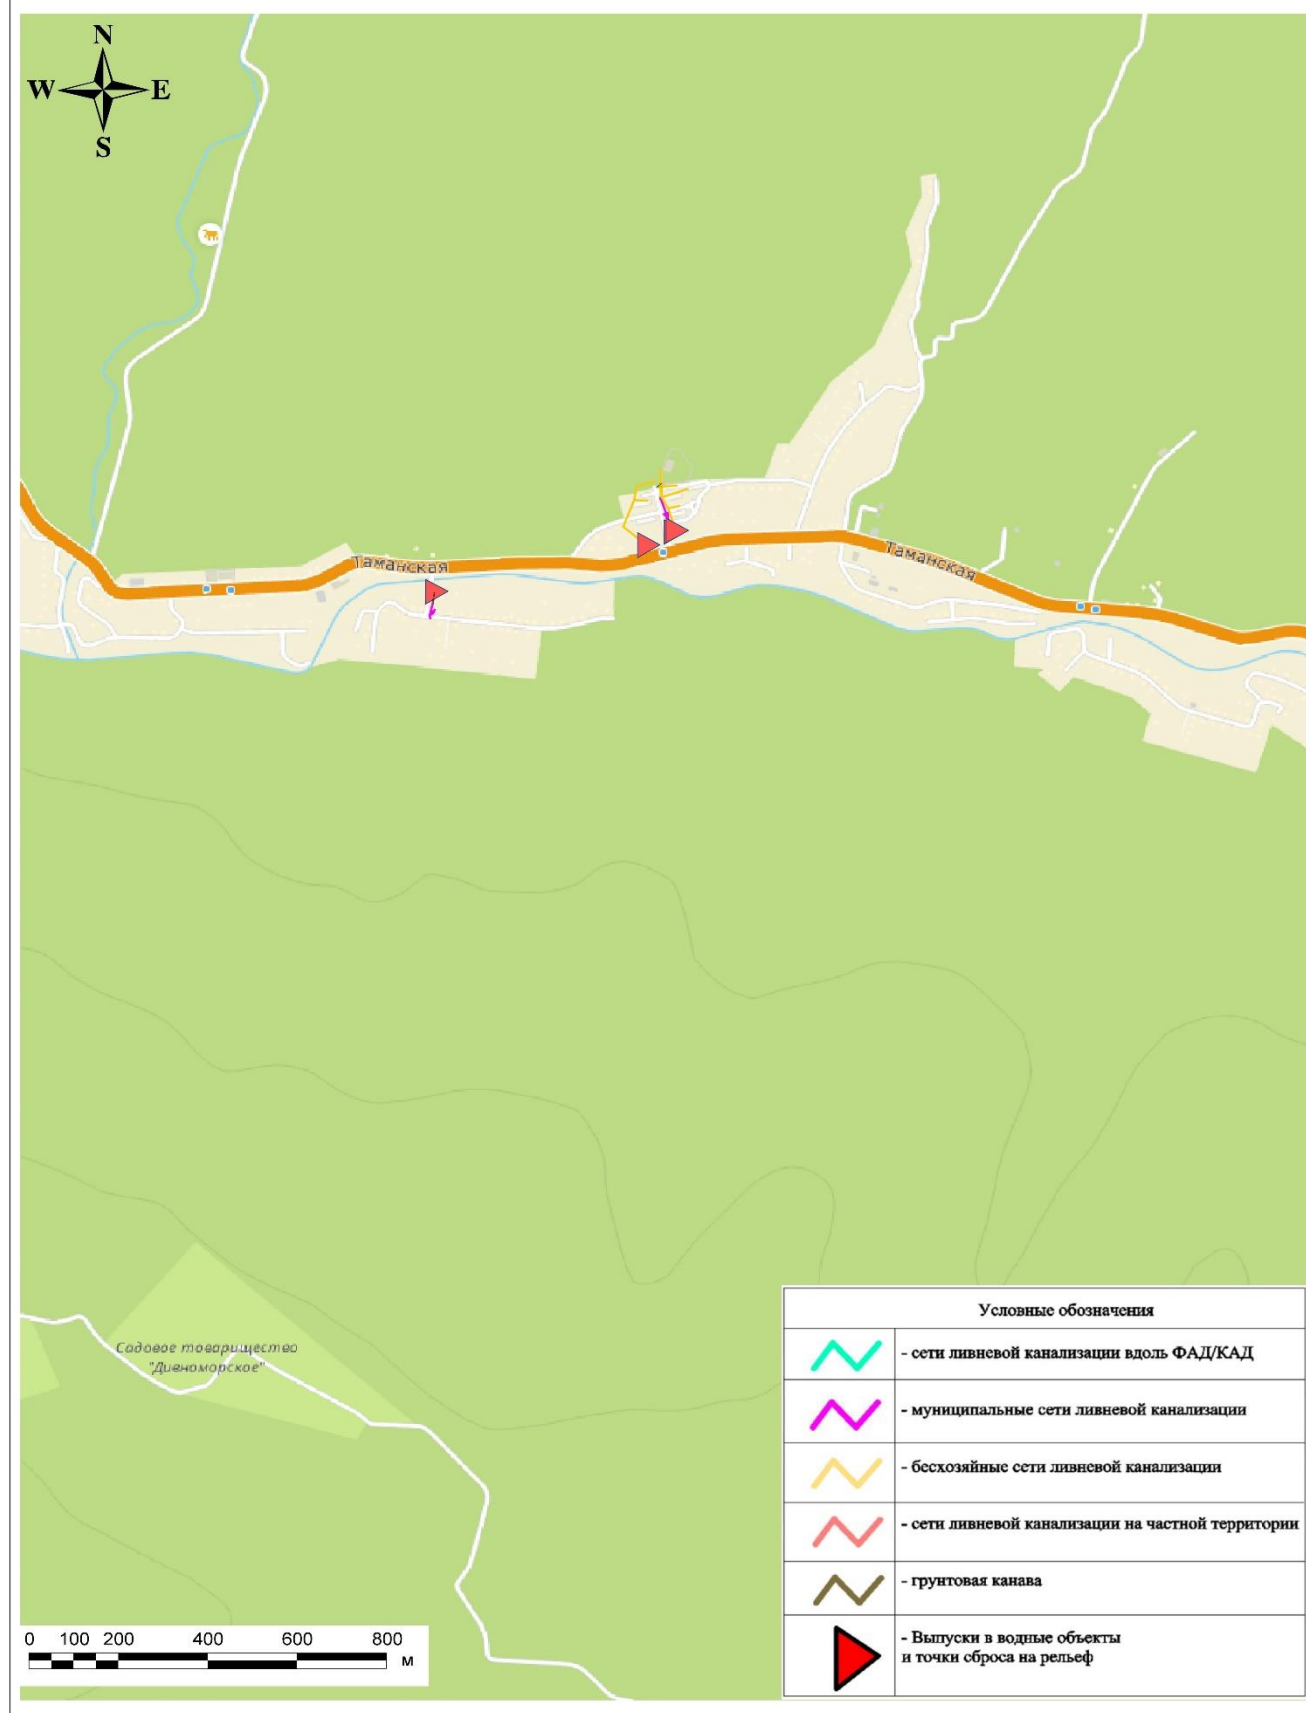 N
W E
S
Таманская
Таманская
Садовое товарищество
"Дивноморское"
Условные обозначения
- сети ливневой канализации вдоль ФАД/КАД
- муниципальные сети ливневой канализации
- бесхозяйные сети ливневой канализации
- сети ливневой канализации на частной территории
- грунтовая канава
- Выпуски в водные объекты
и точки сброса на рельеф
0 100 200 400 600 800
м